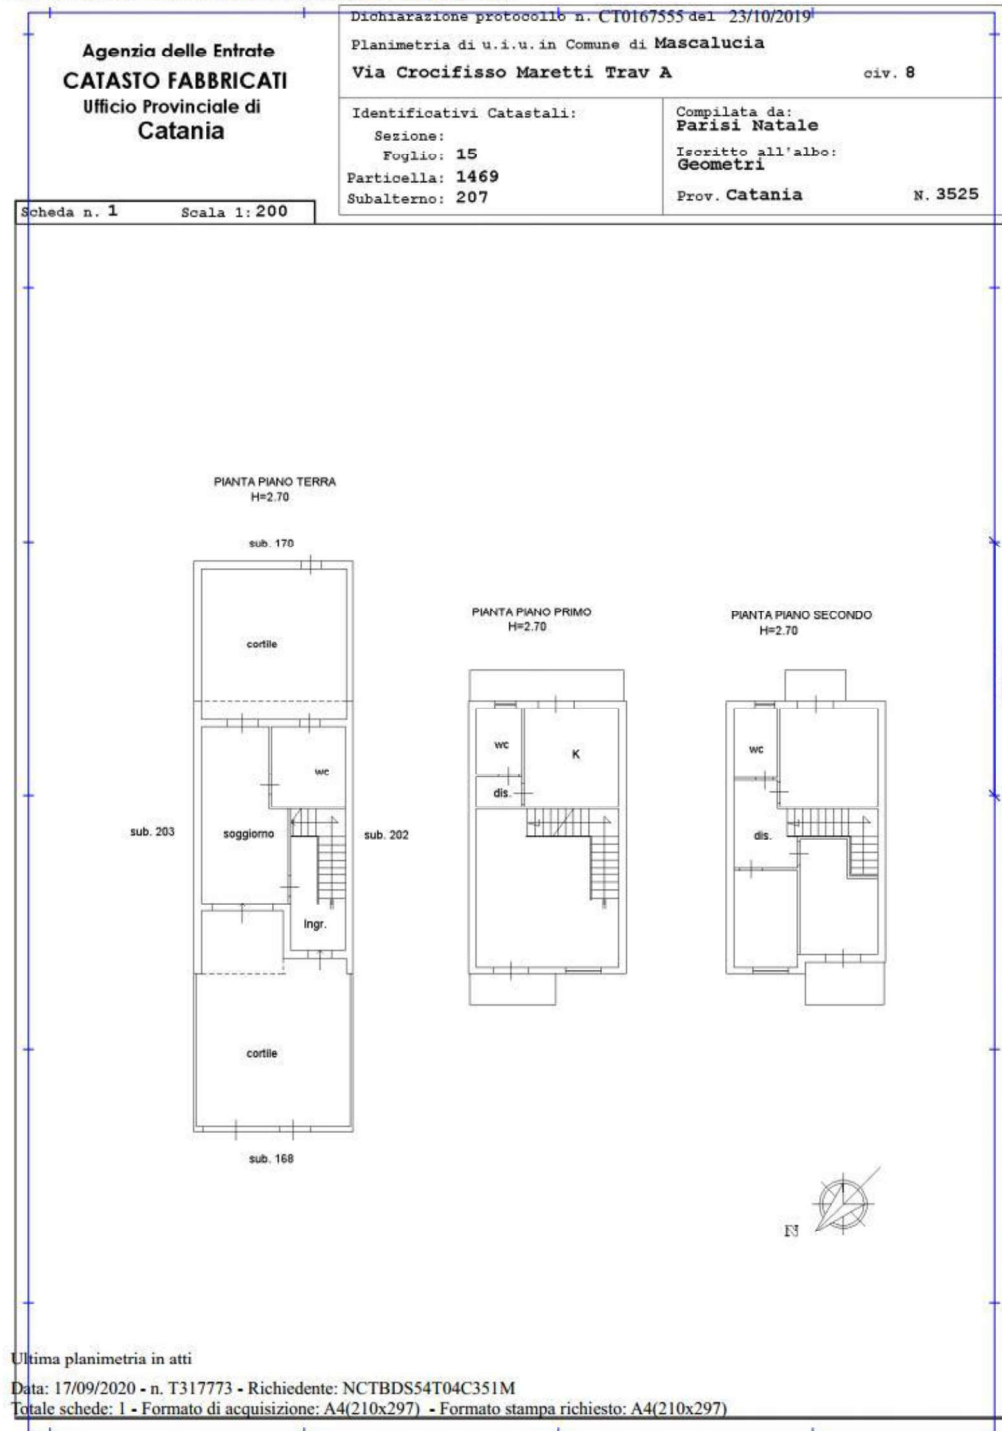 Dichiarazione protocollo n. CT0167555 del 23/10/2019
Agenzia delle Entrate
CATASTO FABBRICATI
Ufficio Provinciale di
Catania
Planimetria di u.i.u. in Comune di Mascalucia
Via Crocifisso Maretti Trav A civ. 8
Identificativi Catastali:
Sezione:
Foglio: 15
Particella: 1469
Subalterno: 207
Compilata da:
Parisi Natale
Iscritto all'albo:
Geometri
Prov. Catania N. 3525
Scheda n. 1 Scala 1:200
PIANTA PIANO TERRA
H=2.70
sub. 170
cortile
wc
soggiorno
sub. 203
sub. 202
Ingr.
cortile
sub. 168
PIANTA PIANO PRIMO
H=2.70
wc
K
dis.
PIANTA PIANO SECONDO
H=2.70
wc
dis.
N
Ultima planimetria in atti
Data: 17/09/2020 - n. T317773 - Richiedente: NCTBDS54T04C351M
Totale schede: 1 - Formato di acquisizione: A4(210x297) - Formato stampa richiesto: A4(210x297)